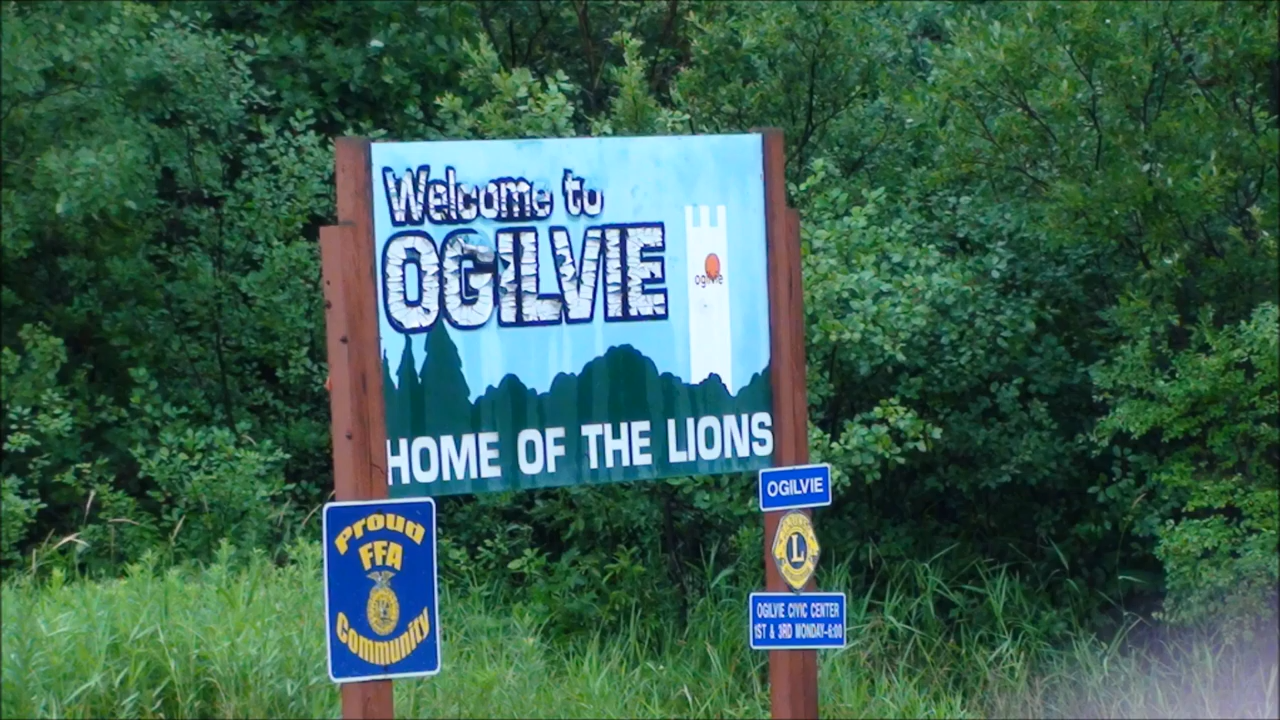 Welcome to
OGILVIE
ogilvie
HOME OF THE LIONS
Proud
FFA
Community
OGILVIE
L
OGILVIE CIVIC CENTER
1ST & 3RD MONDAY-6:00